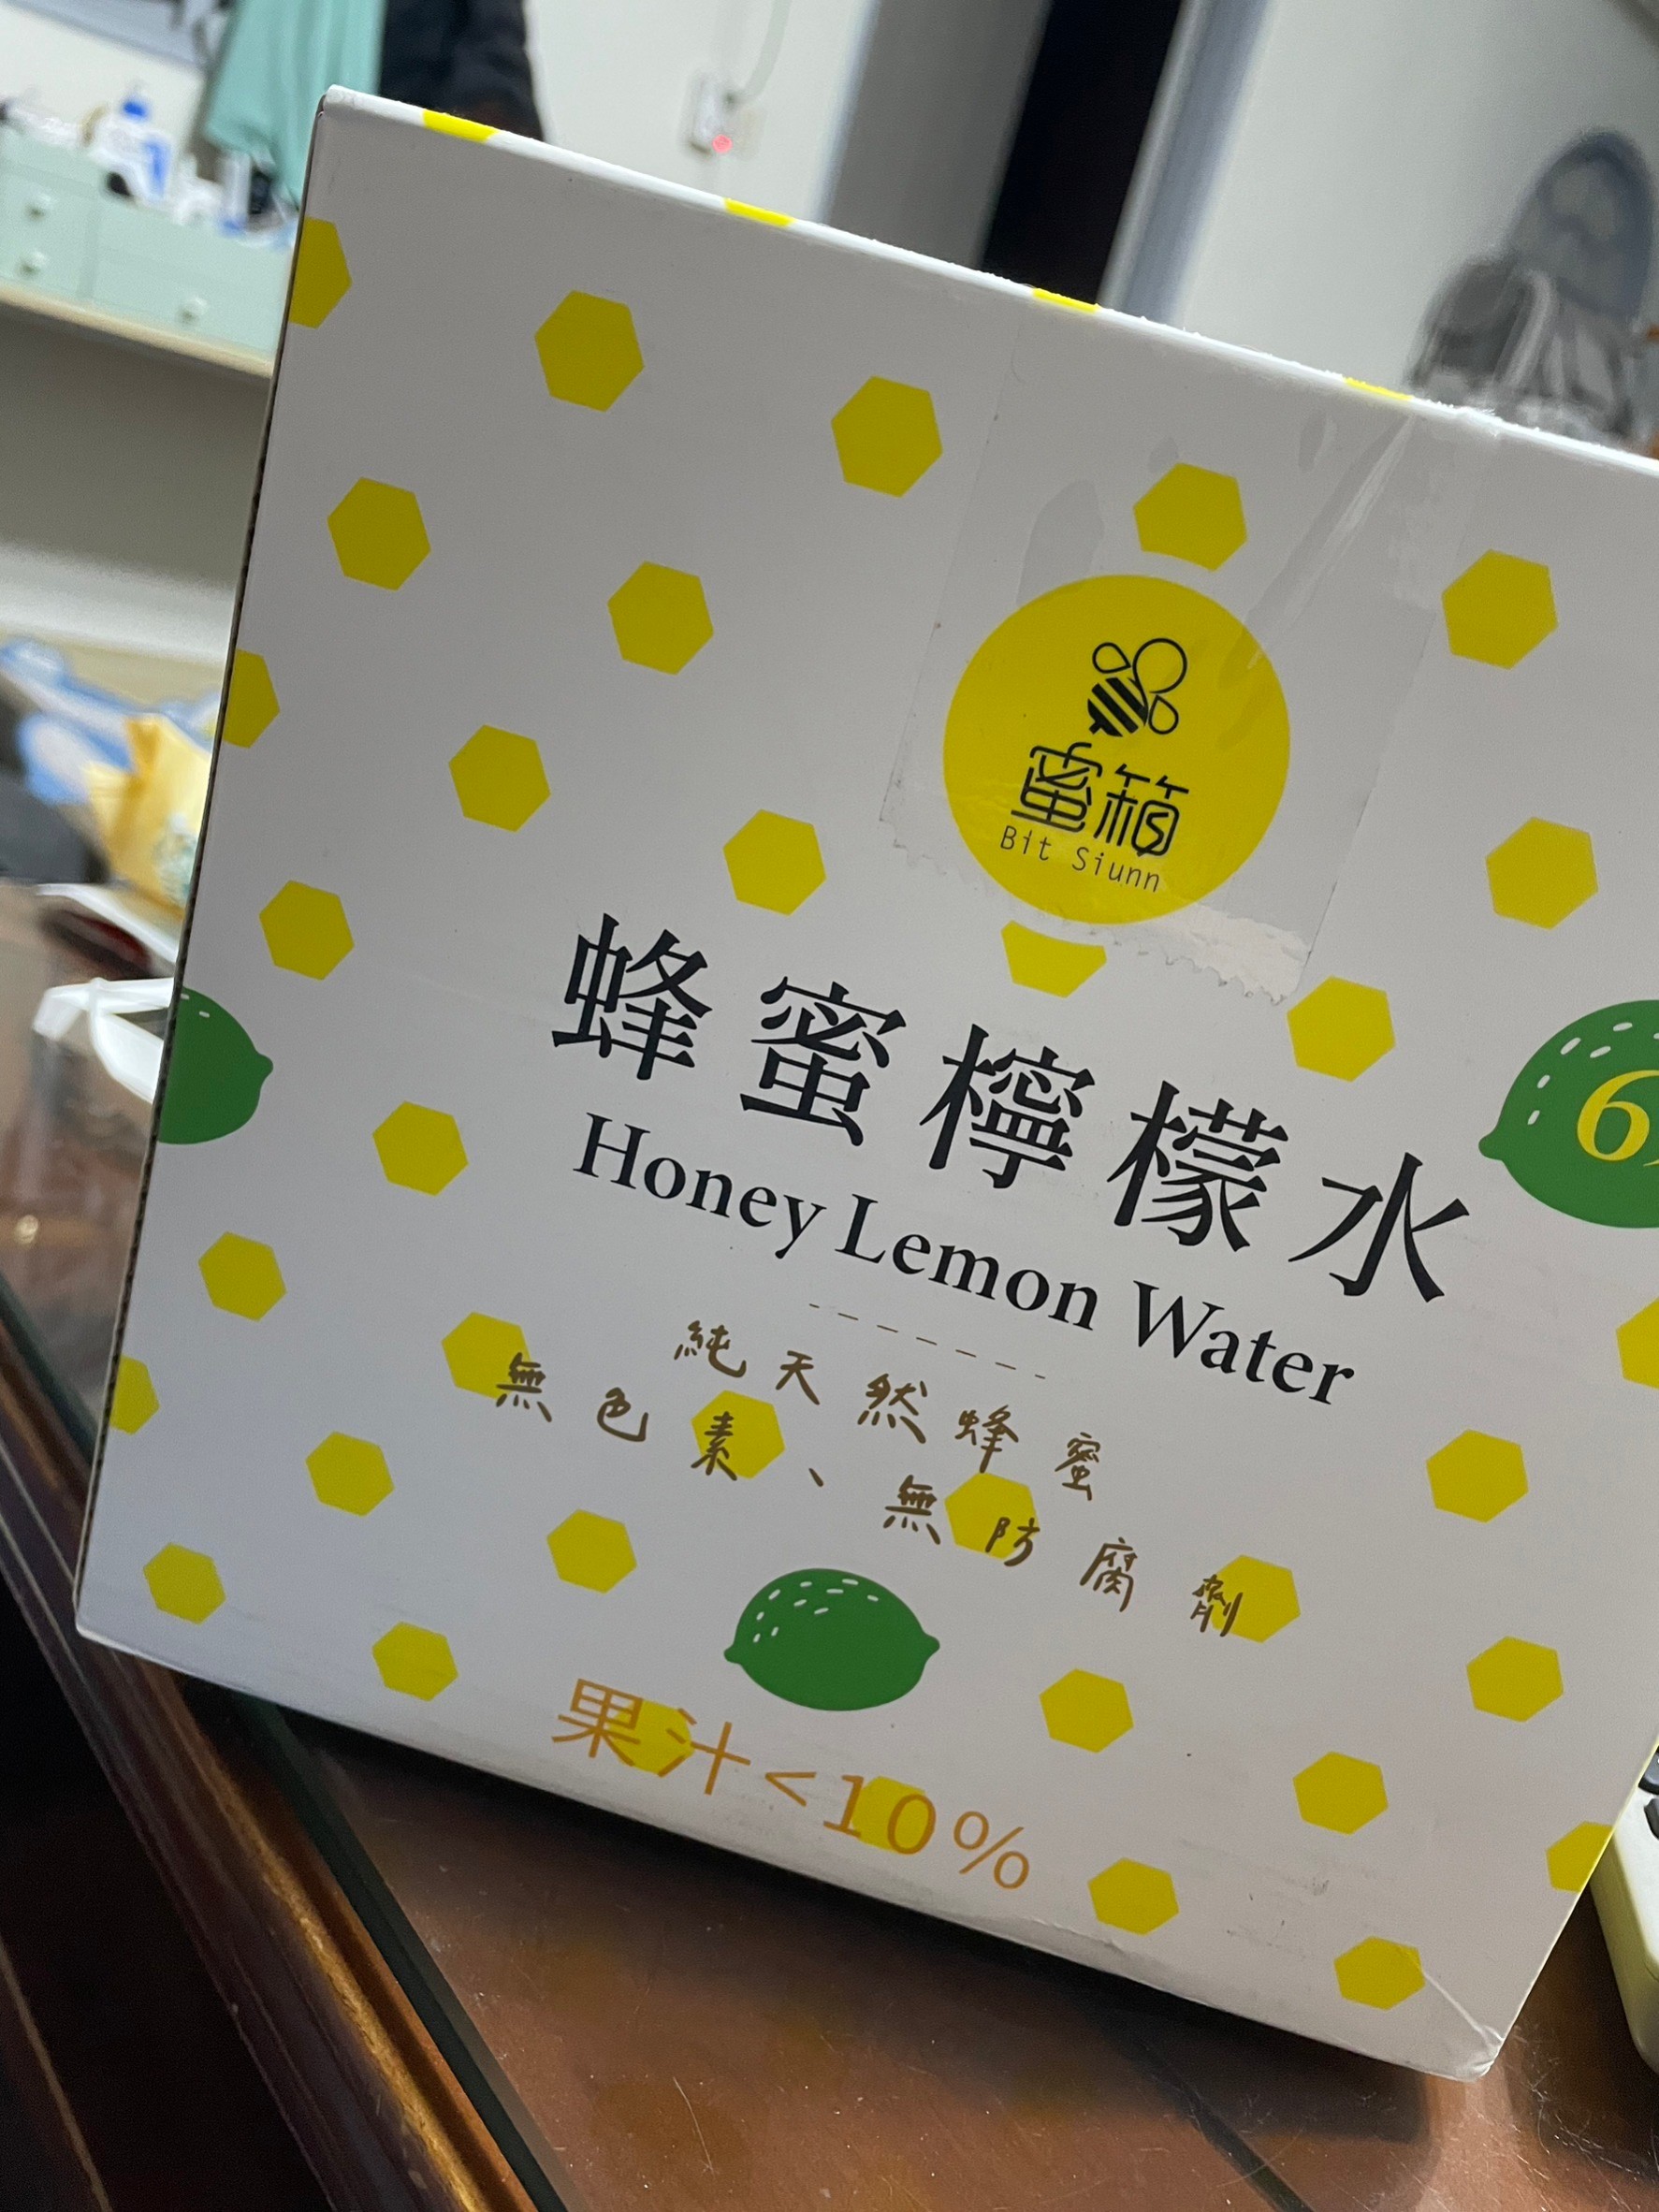 蜜箱
Bit Siunn
蜂蜜檸檬水
6
Honey Lemon Water
純天然蜂蜜
無色素、無防腐劑
果汁<10%